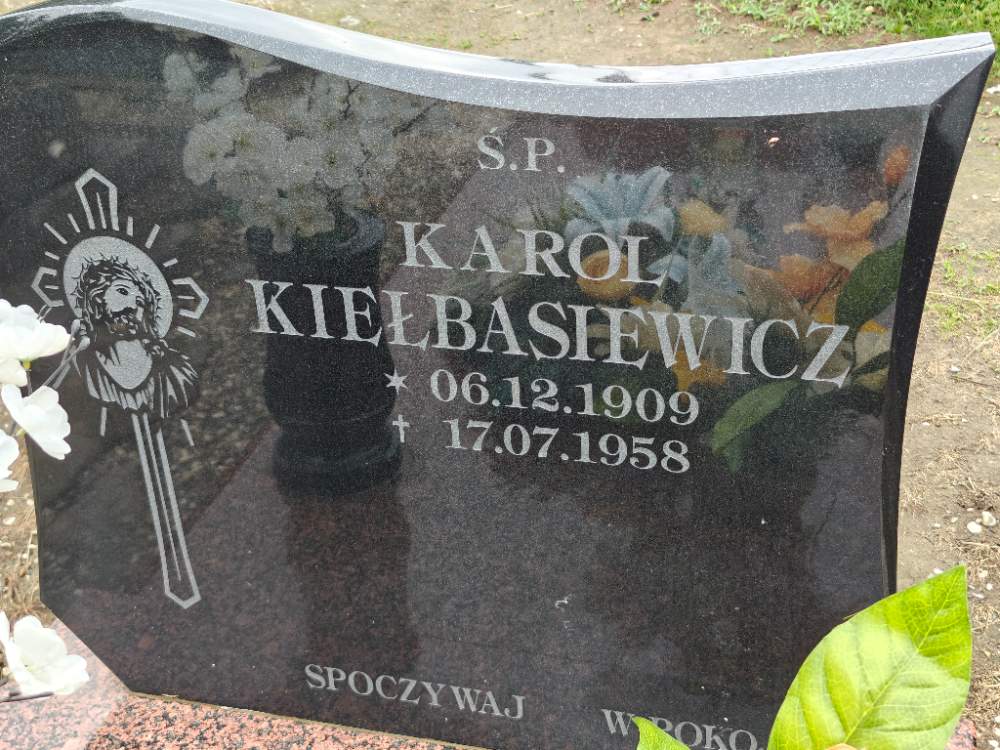 Ś.P.
KAROL
KIEŁBASIEWICZ
* 06.12.1909
† 17.07.1958
SPOCZYWAJ W